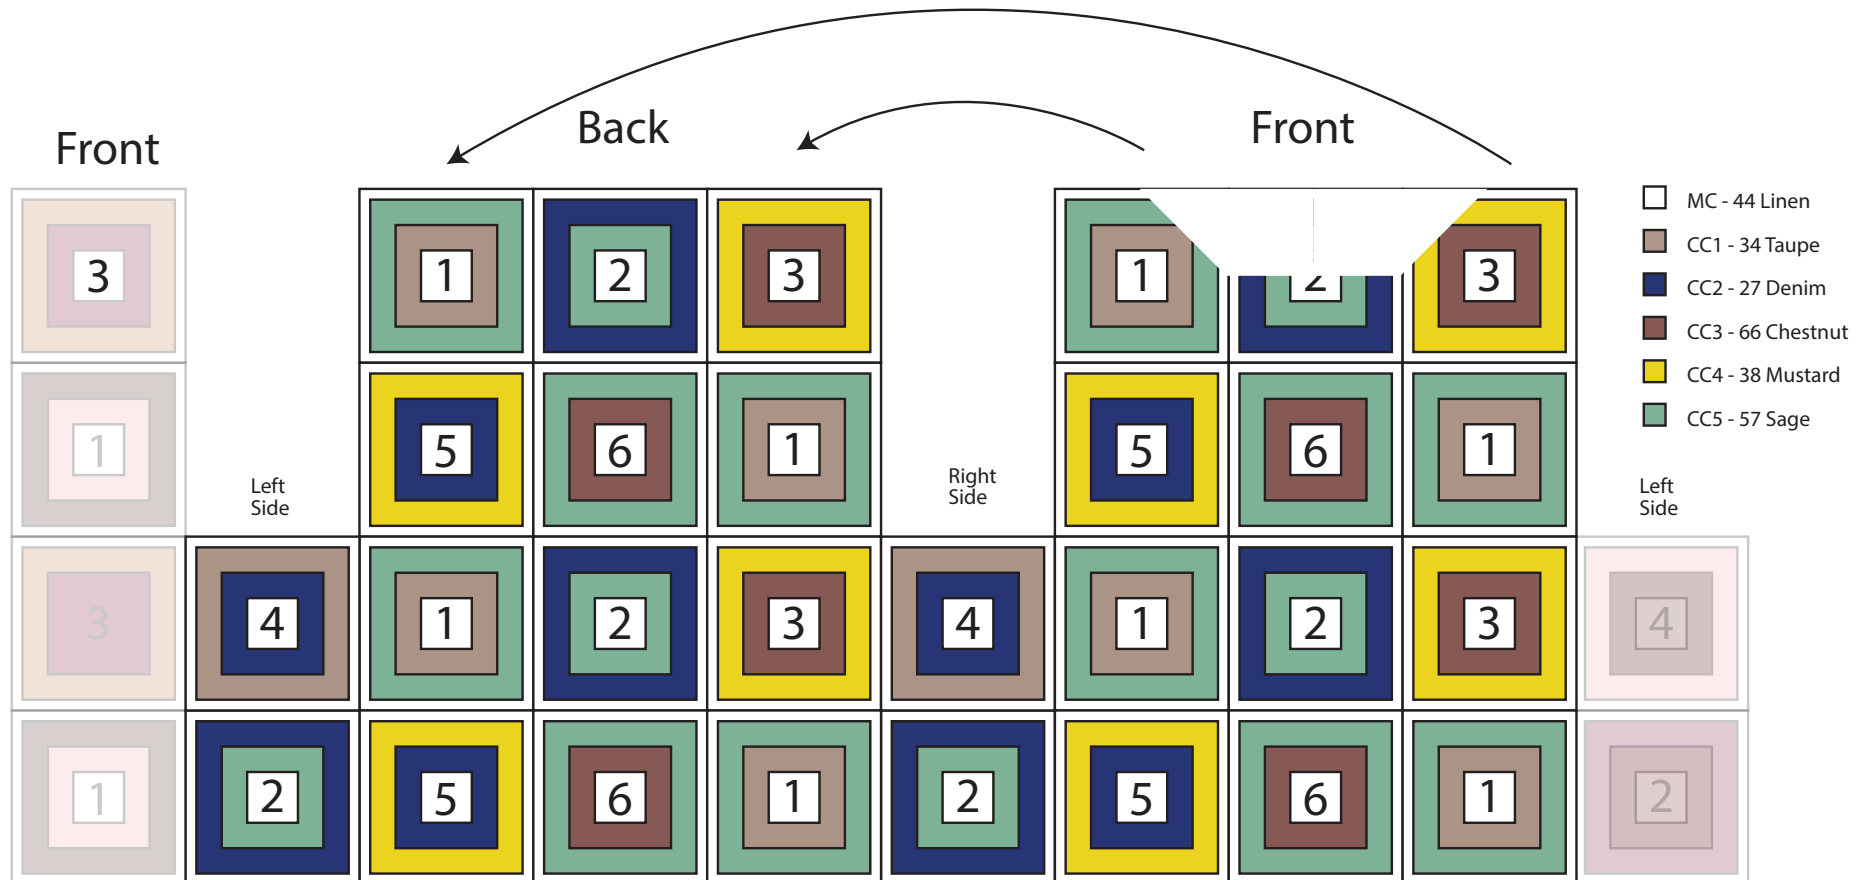 Front
Back
Front
3
1
2
3
1
2
3
MC - 44 Linen
CC1 - 34 Taupe
CC2 - 27 Denim
CC3 - 66 Chestnut
CC4 - 38 Mustard
CC5 - 57 Sage
1
5
6
1
5
6
1
Left
Side
Right
Side
Left
Side
3
4
1
2
3
4
1
2
3
4
1
2
5
6
1
2
5
6
1
2